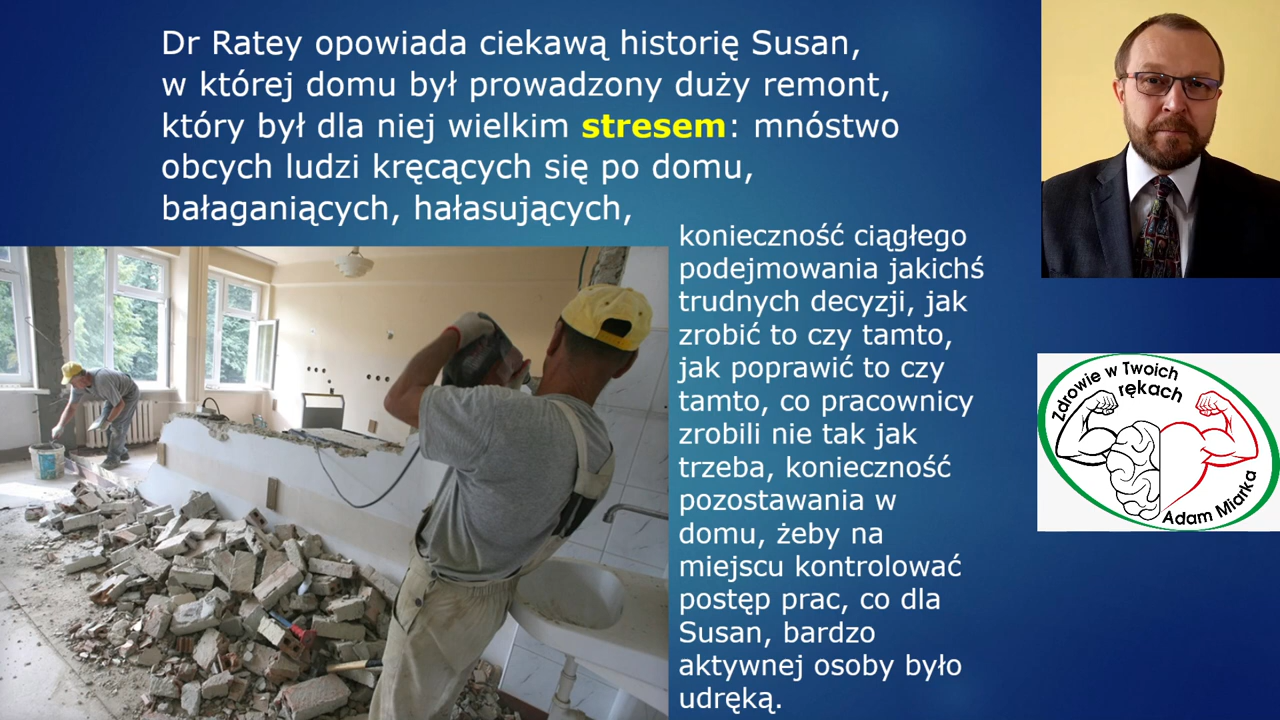 Dr Ratey opowiada ciekawą historię Susan,
w której domu był prowadzony duży remont,
który był dla niej wielkim stresem: mnóstwo
obcych ludzi kręcących się po domu,
bałaganiących, hałasujących,
konieczność ciągłego
podejmowania jakichś
trudnych decyzji, jak
zrobić to czy tamto,
jak poprawić to czy
tamto, co pracownicy
zrobili nie tak jak
trzeba, konieczność
pozostawania w
domu, żeby na
miejscu kontrolować
postęp prac, co dla
Susan, bardzo
aktywnej osoby było
udręką.
Zdrowie w Twoich
rękach
Adam Miarka